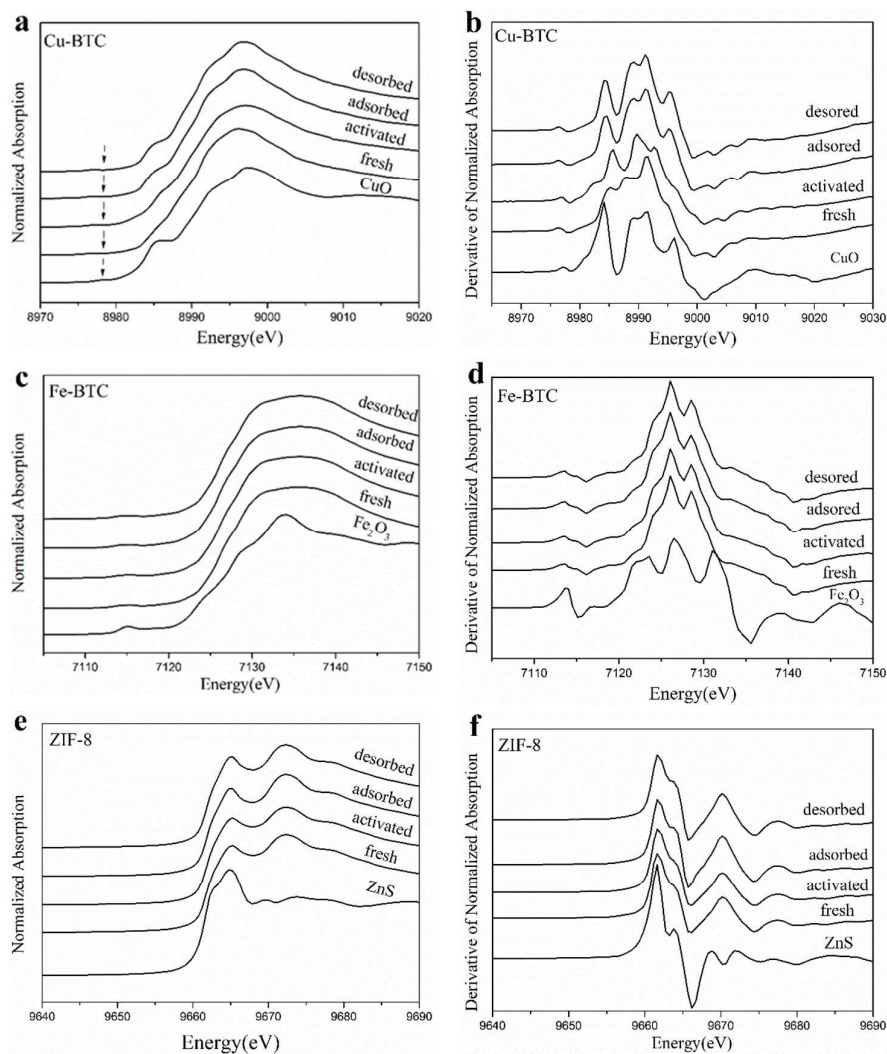 a
Cu-BTC
Normalized Absorption
desorbed
adsorbed
activated
fresh
CuO
8970 8980 8990 9000 9010 9020
Energy(eV)
b
Cu-BTC
Derivative of Normalized Absorption
desored
adsored
activated
fresh
CuO
8970 8980 8990 9000 9010 9020 9030
Energy(eV)
c
Fe-BTC
Normalized Absorption
desorbed
adsorbed
activated
fresh
Fe₂O₃
7110 7120 7130 7140 7150
Energy(eV)
d
Fe-BTC
Derivative of Normalized Absorption
desored
adsored
activated
fresh
Fe₂O₃
7110 7120 7130 7140 7150
Energy(eV)
e
ZIF-8
Normalized Absorption
desorbed
adsorbed
activated
fresh
ZnS
9640 9650 9660 9670 9680 9690
Energy(eV)
f
ZIF-8
Derivative of Normalized Absorption
desorbed
adsorbed
activated
fresh
ZnS
9640 9650 9660 9670 9680 9690
Energy(eV)